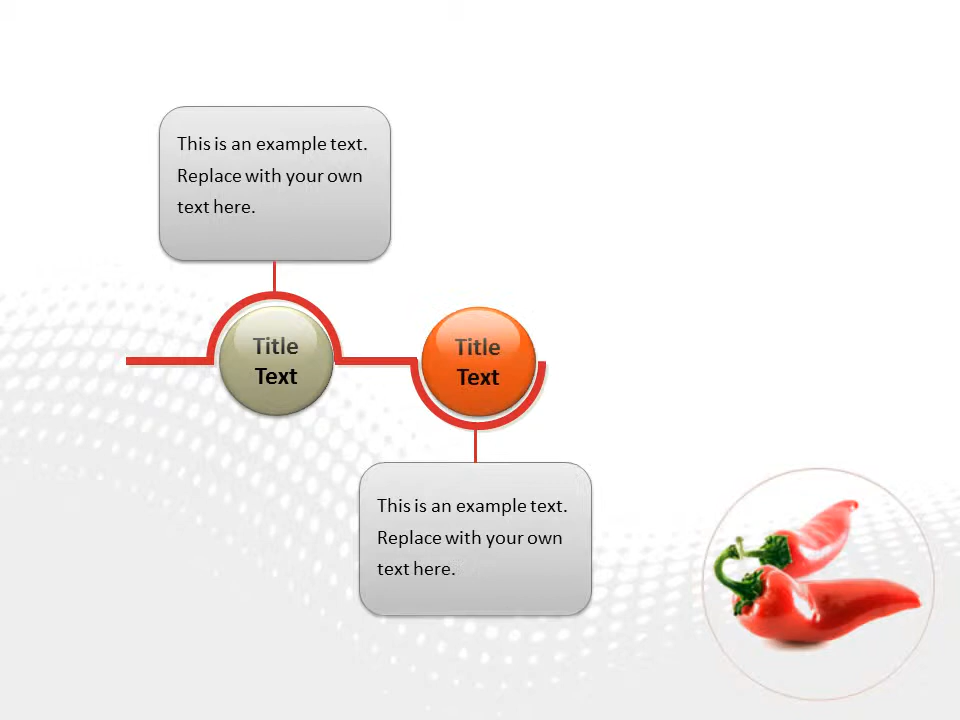 This is an example text.
Replace with your own
text here.
Title
Text
Title
Text
This is an example text.
Replace with your own
text here.